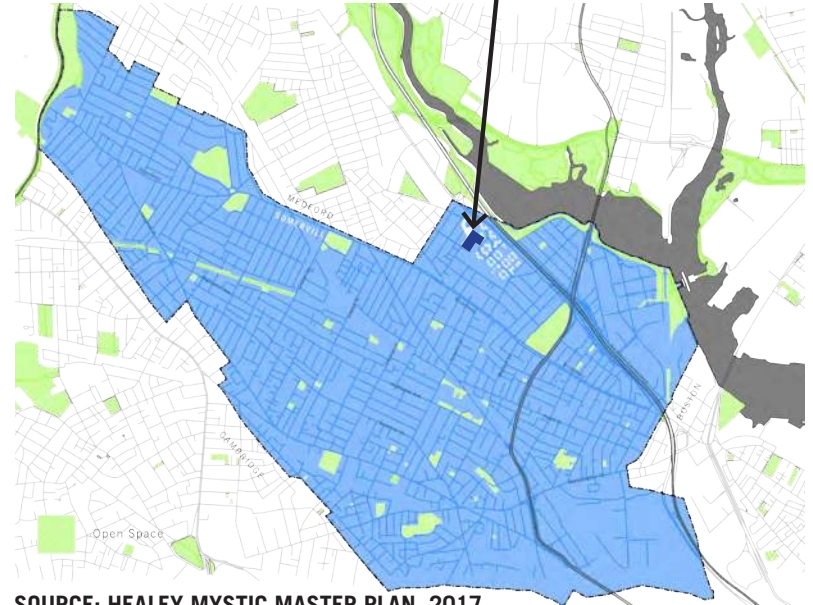 MEDFORD
SOMERVILLE
BOSTON
CAMBRIDGE
Open Space
SOURCE: HEALEY MYSTIC MASTER PLAN, 2017